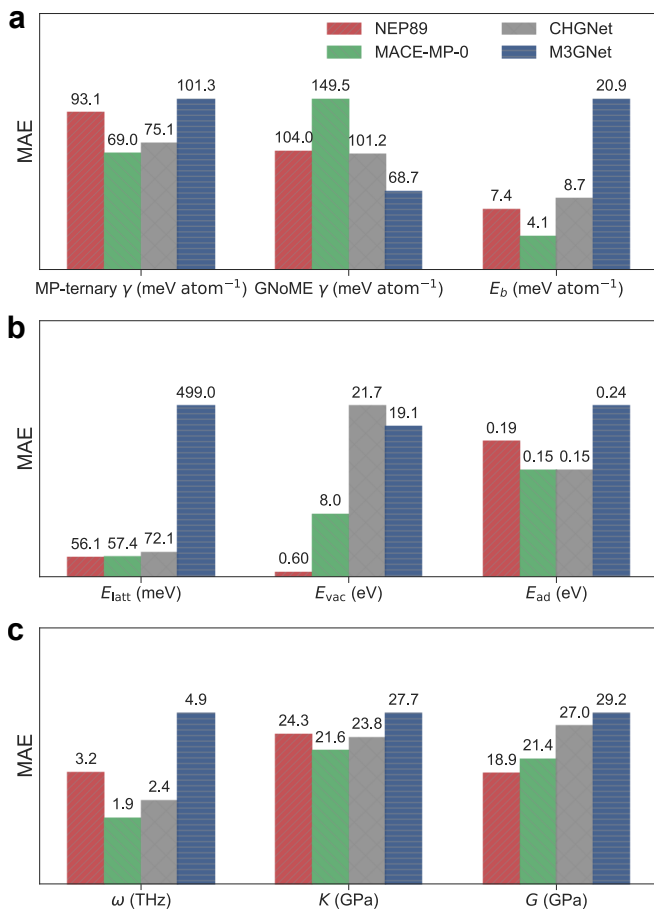 a
NEP89
CHGNet
MACE-MP-0
M3GNet
MAE
93.1
69.0
75.1
101.3
104.0
149.5
101.2
68.7
7.4
4.1
8.7
20.9
MP-ternary γ (meV atom⁻¹)
GNoME γ (meV atom⁻¹)
E_b (meV atom⁻¹)
b
MAE
56.1
57.4
72.1
499.0
0.60
8.0
21.7
19.1
0.19
0.15
0.15
0.24
E_latt (meV)
E_vac (eV)
E_ad (eV)
c
MAE
3.2
1.9
2.4
4.9
24.3
21.6
23.8
27.7
18.9
21.4
27.0
29.2
ω (THz)
K (GPa)
G (GPa)